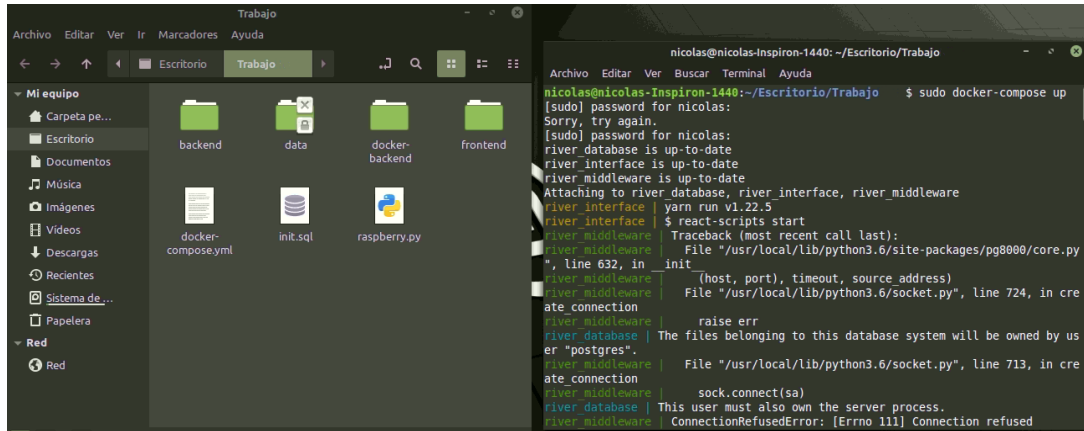 Trabajo
Archivo Editar Ver Ir Marcadores Ayuda
Escritorio Trabajo
Mi equipo
Carpeta pe...
Escritorio
Documentos
Música
Imágenes
Vídeos
Descargas
Recientes
Sistema de ...
Papelera
Red
Red
backend
data
docker-
backend
frontend
docker-
compose.yml
init.sql
raspberry.py
nicolas@nicolas-Inspiron-1440: ~/Escritorio/Trabajo
Archivo Editar Ver Buscar Terminal Ayuda
nicolas@nicolas-Inspiron-1440:~/Escritorio/Trabajo $ sudo docker-compose up
[sudo] password for nicolas:
Sorry, try again.
[sudo] password for nicolas:
river_database is up-to-date
river_interface is up-to-date
river_middleware is up-to-date
Attaching to river_database, river_interface, river_middleware
river_interface | yarn run v1.22.5
river_interface | $ react-scripts start
river_middleware | Traceback (most recent call last):
river_middleware | File "/usr/local/lib/python3.6/site-packages/pg8000/core.py
", line 632, in __init__
river_middleware | (host, port), timeout, source_address)
river_middleware | File "/usr/local/lib/python3.6/socket.py", line 724, in cre
ate_connection
river_middleware | raise err
river_database | The files belonging to this database system will be owned by us
er "postgres".
river_middleware | File "/usr/local/lib/python3.6/socket.py", line 713, in cre
ate_connection
river_middleware | sock.connect(sa)
river_database | This user must also own the server process.
river_middleware | ConnectionRefusedError: [Errno 111] Connection refused